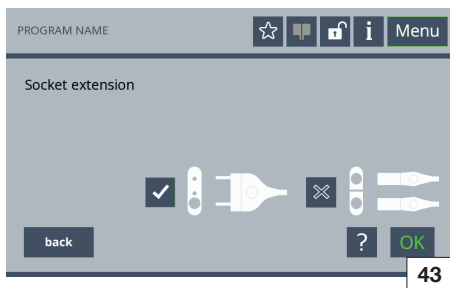 PROGRAM NAME
i Menu
Socket extension
back ? OK
43